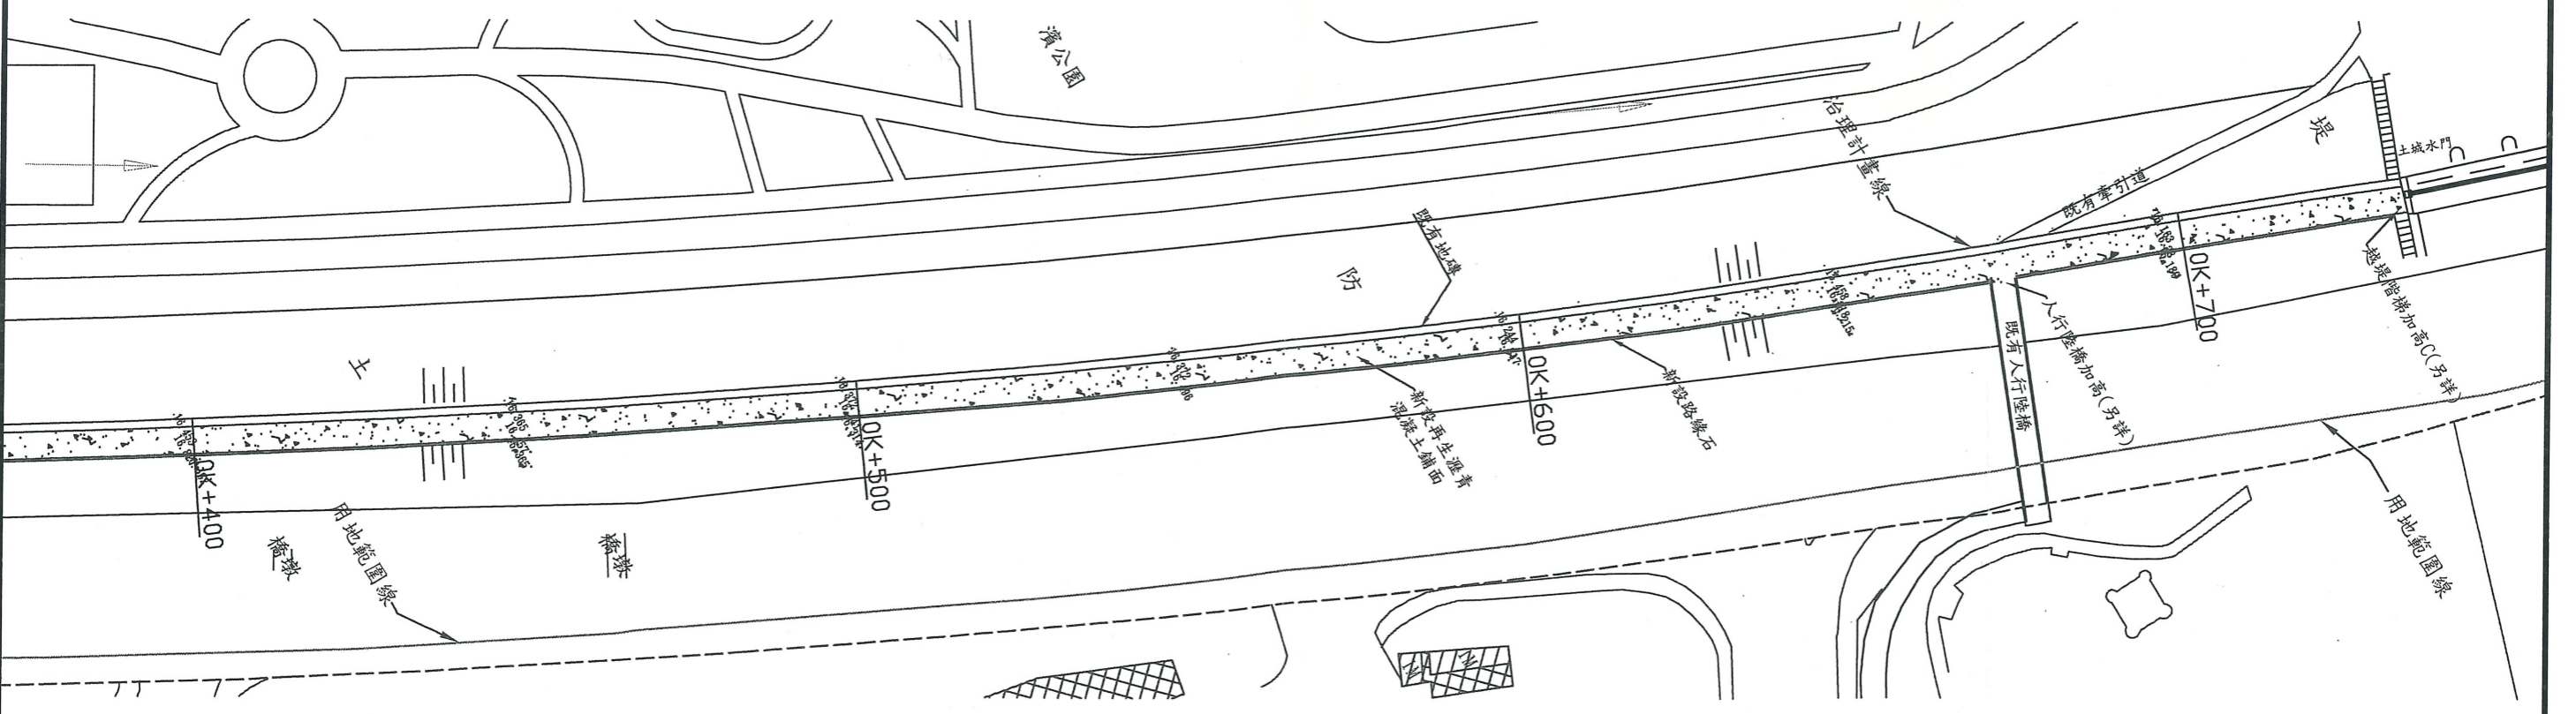 濱公園
治理計畫線
堤
土城水門
既有牽引道
既有地磚
防
0K+700
越堤階梯加高C(另詳)
人行陸橋加高(另詳)
既有人行陸橋
0K+600
新設路緣石
新設再生瀝青
混凝土鋪面
土
0K+500
0K+400
用地範圍線
橋墩
橋墩
用地範圍線